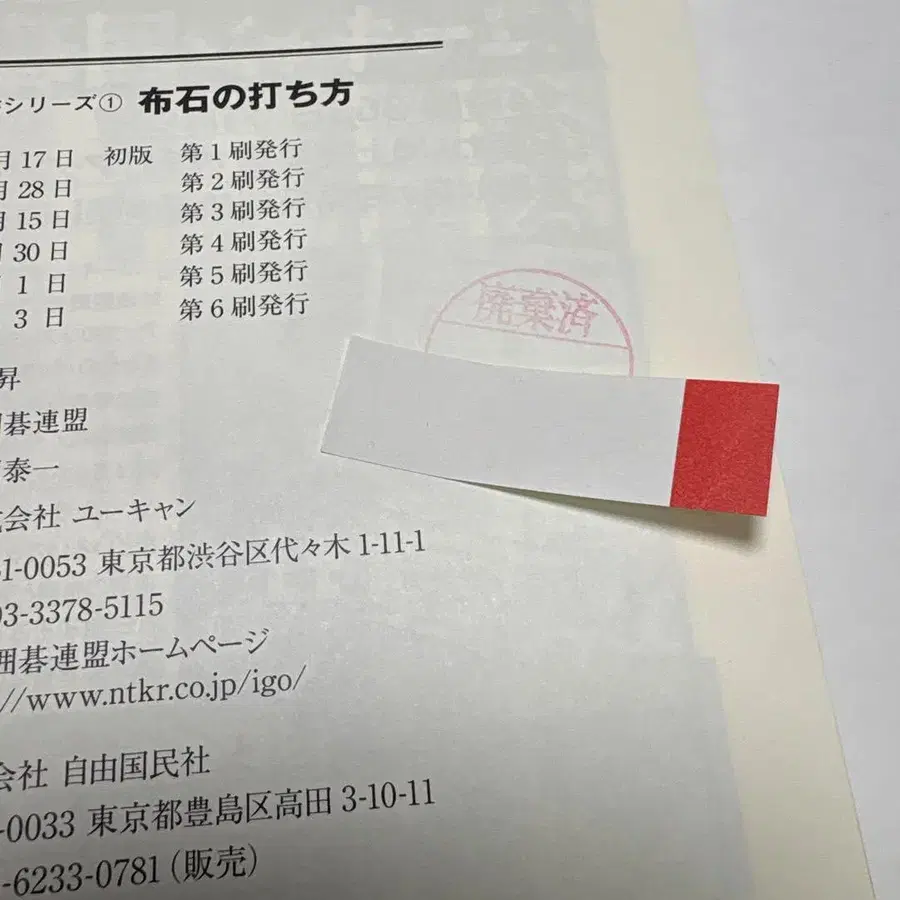 シリーズ① 布石の打ち方
月17日 初版 第1刷発行
月28日 第2刷発行
月15日 第3刷発行
30日 第4刷発行
1日 第5刷発行
3日 第6刷発行
廃棄済
昇
碁連盟
泰一
会社 ユーキャン
1-0053 東京都渋谷区代々木1-11-1
03-3378-5115
囲碁連盟ホームページ
//www.ntkr.co.jp/igo/
会社 自由国民社
-0033 東京都豊島区高田3-10-11
-6233-0781(販売)